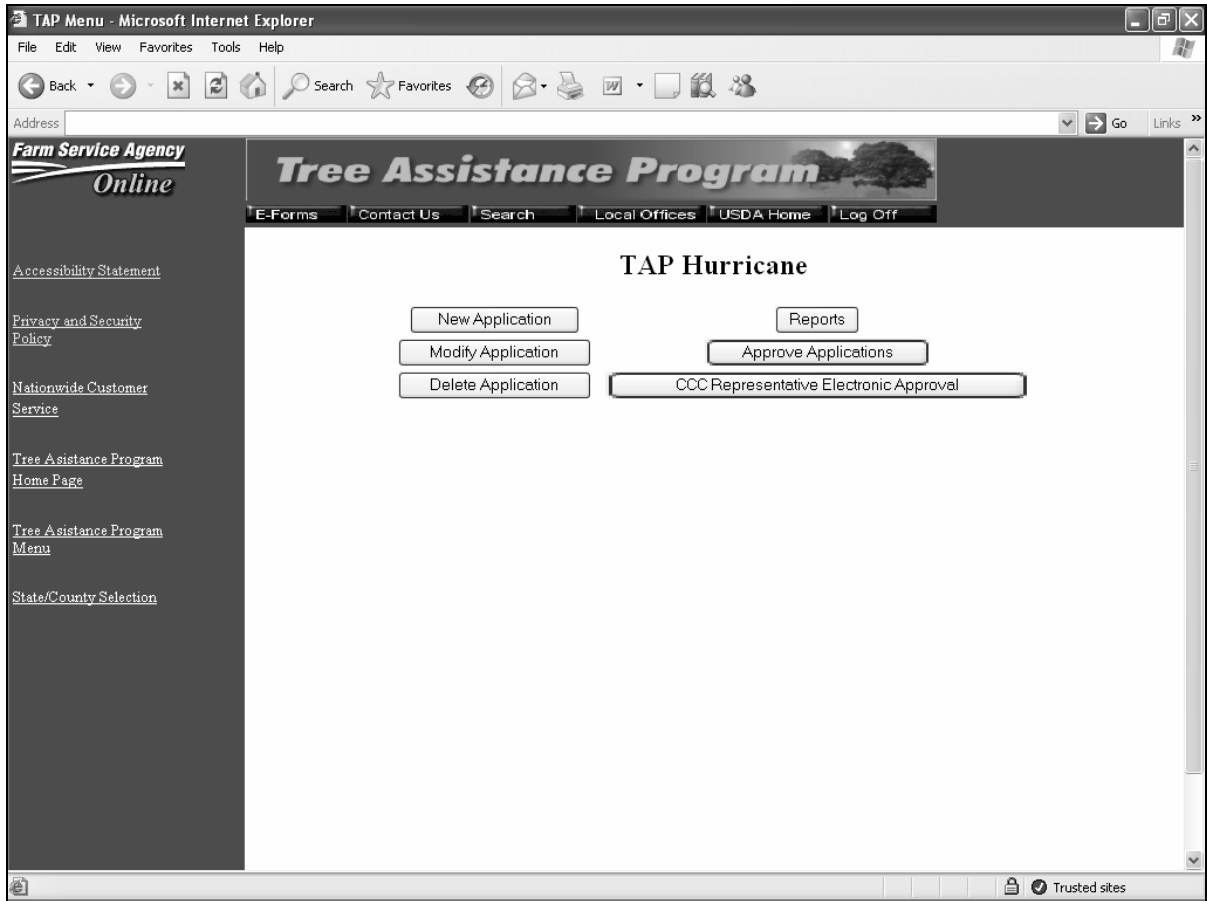 TAP Menu - Microsoft Internet Explorer
File Edit View Favorites Tools Help
Back Search Favorites
Address Go Links »
Farm Service Agency
Online
Tree Assistance Program
E-Forms Contact Us Search Local Offices USDA Home Log Off
Accessibility Statement
Privacy and Security
Policy
Nationwide Customer
Service
Tree Asistance Program
Home Page
Tree Asistance Program
Menu
State/County Selection
TAP Hurricane
New Application Reports
Modify Application Approve Applications
Delete Application CCC Representative Electronic Approval
Trusted sites